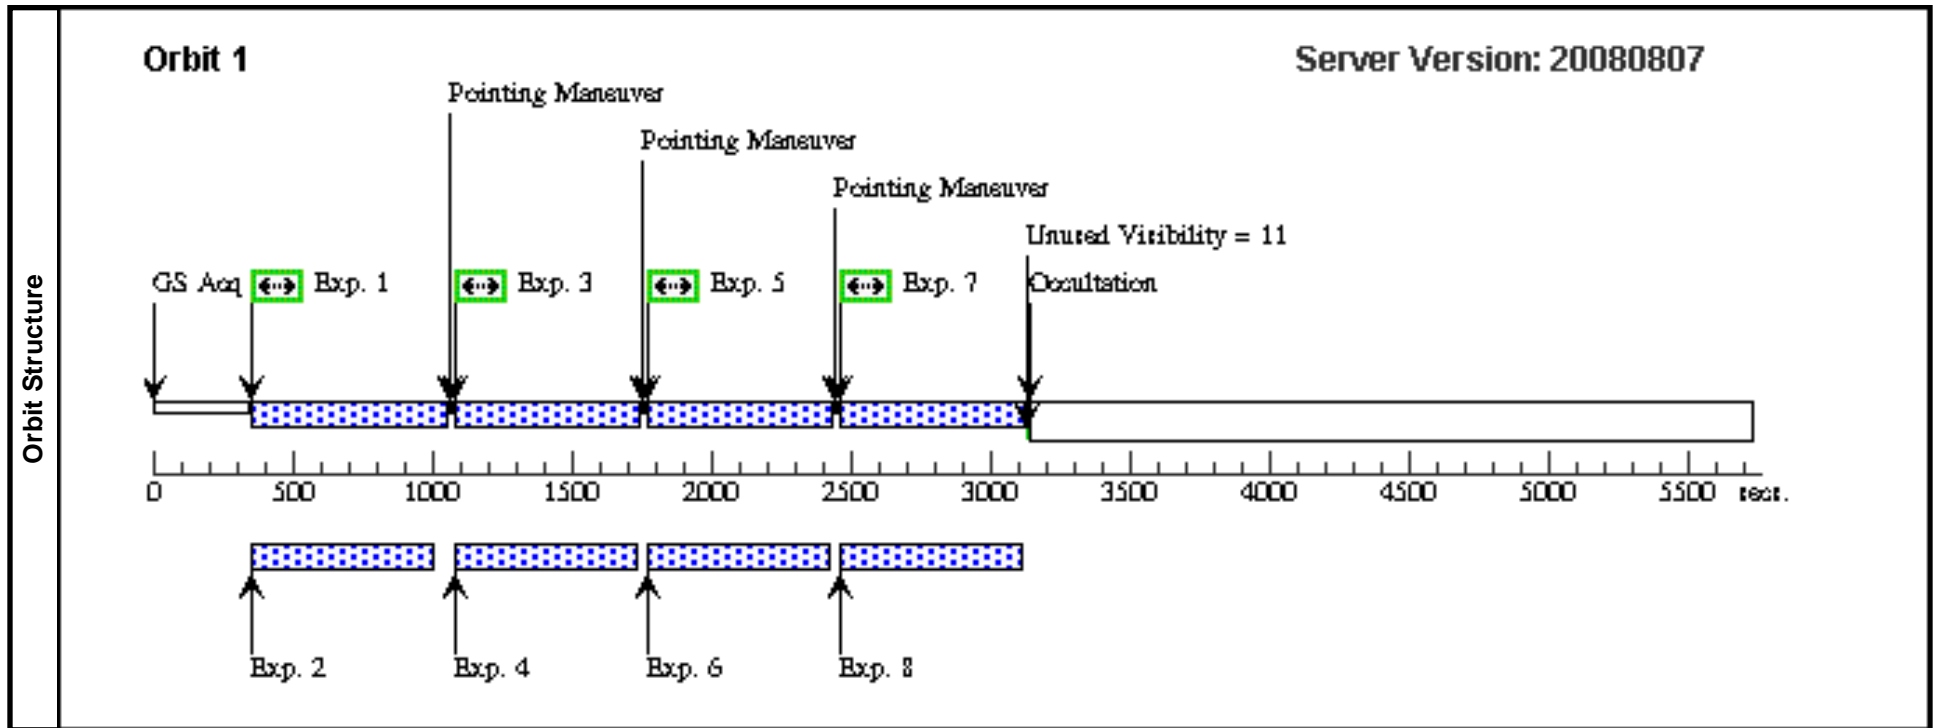 Orbit Structure
Orbit 1
Server Version: 20080807
Pointing Maneuver
Pointing Maneuver
Pointing Maneuver
Unused Visibility = 11
GS Acq
Exp. 1
Exp. 3
Exp. 5
Exp. 7
Occultation
0 500 1000 1500 2000 2500 3000 3500 4000 4500 5000 5500 secs.
Exp. 2
Exp. 4
Exp. 6
Exp. 8